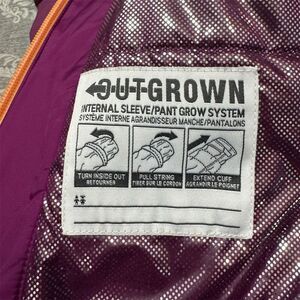 OUTGROWN
INTERNAL SLEEVE/PANT GROW SYSTEM
SYSTÈME INTERNE AGRANDISSEUR MANCHE/PANTALONS
TURN INSIDE OUT
RETOURNER
PULL STRING
TIRER SUR LE CORDON
EXTEND CUFF
AGRANDIR LE POIGNET